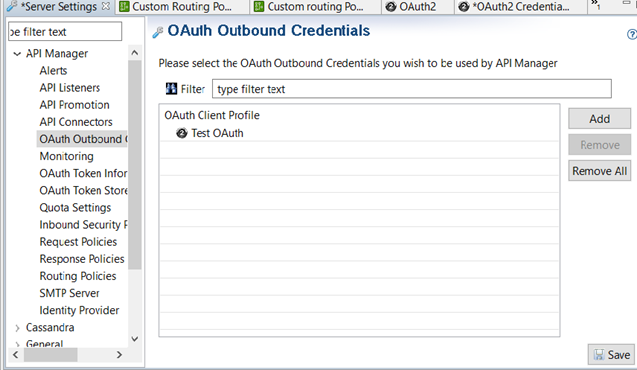 *Server Settings
Custom Routing Po...
Custom routing Po...
OAuth2
*OAuth2 Credentia...
»1
pe filter text
API Manager
Alerts
API Listeners
API Promotion
API Connectors
OAuth Outbound C
Monitoring
OAuth Token Infor
OAuth Token Store
Quota Settings
Inbound Security P
Request Policies
Response Policies
Routing Policies
SMTP Server
Identity Provider
Cassandra
General
OAuth Outbound Credentials
Please select the OAuth Outbound Credentials you wish to be used by API Manager
Filter
type filter text
OAuth Client Profile
Test OAuth
Add
Remove
Remove All
Save